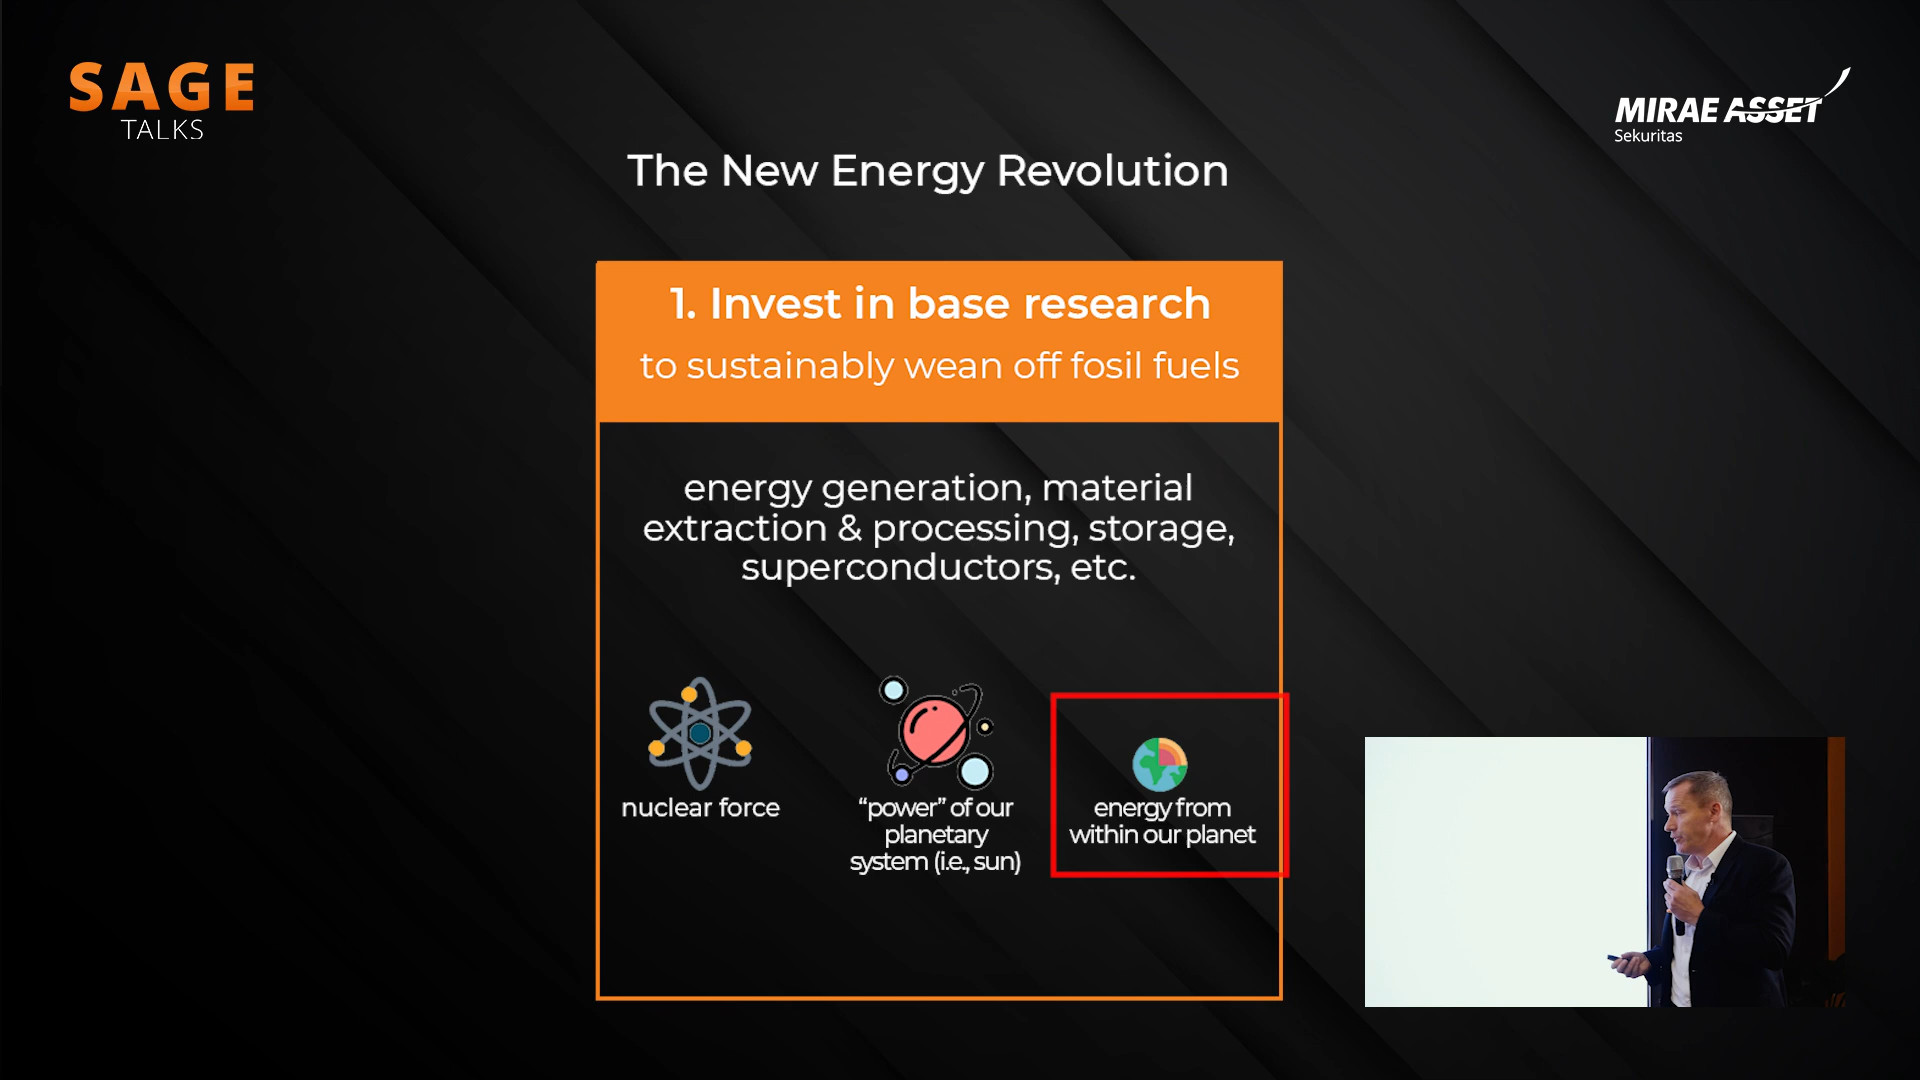 SAGE
TALKS
MIRAE ASSET
Sekuritas
The New Energy Revolution
1. Invest in base research
to sustainably wean off fosil fuels
energy generation, material
extraction & processing, storage,
superconductors, etc.
nuclear force
“power” of our
planetary
system (i.e., sun)
energy from
within our planet